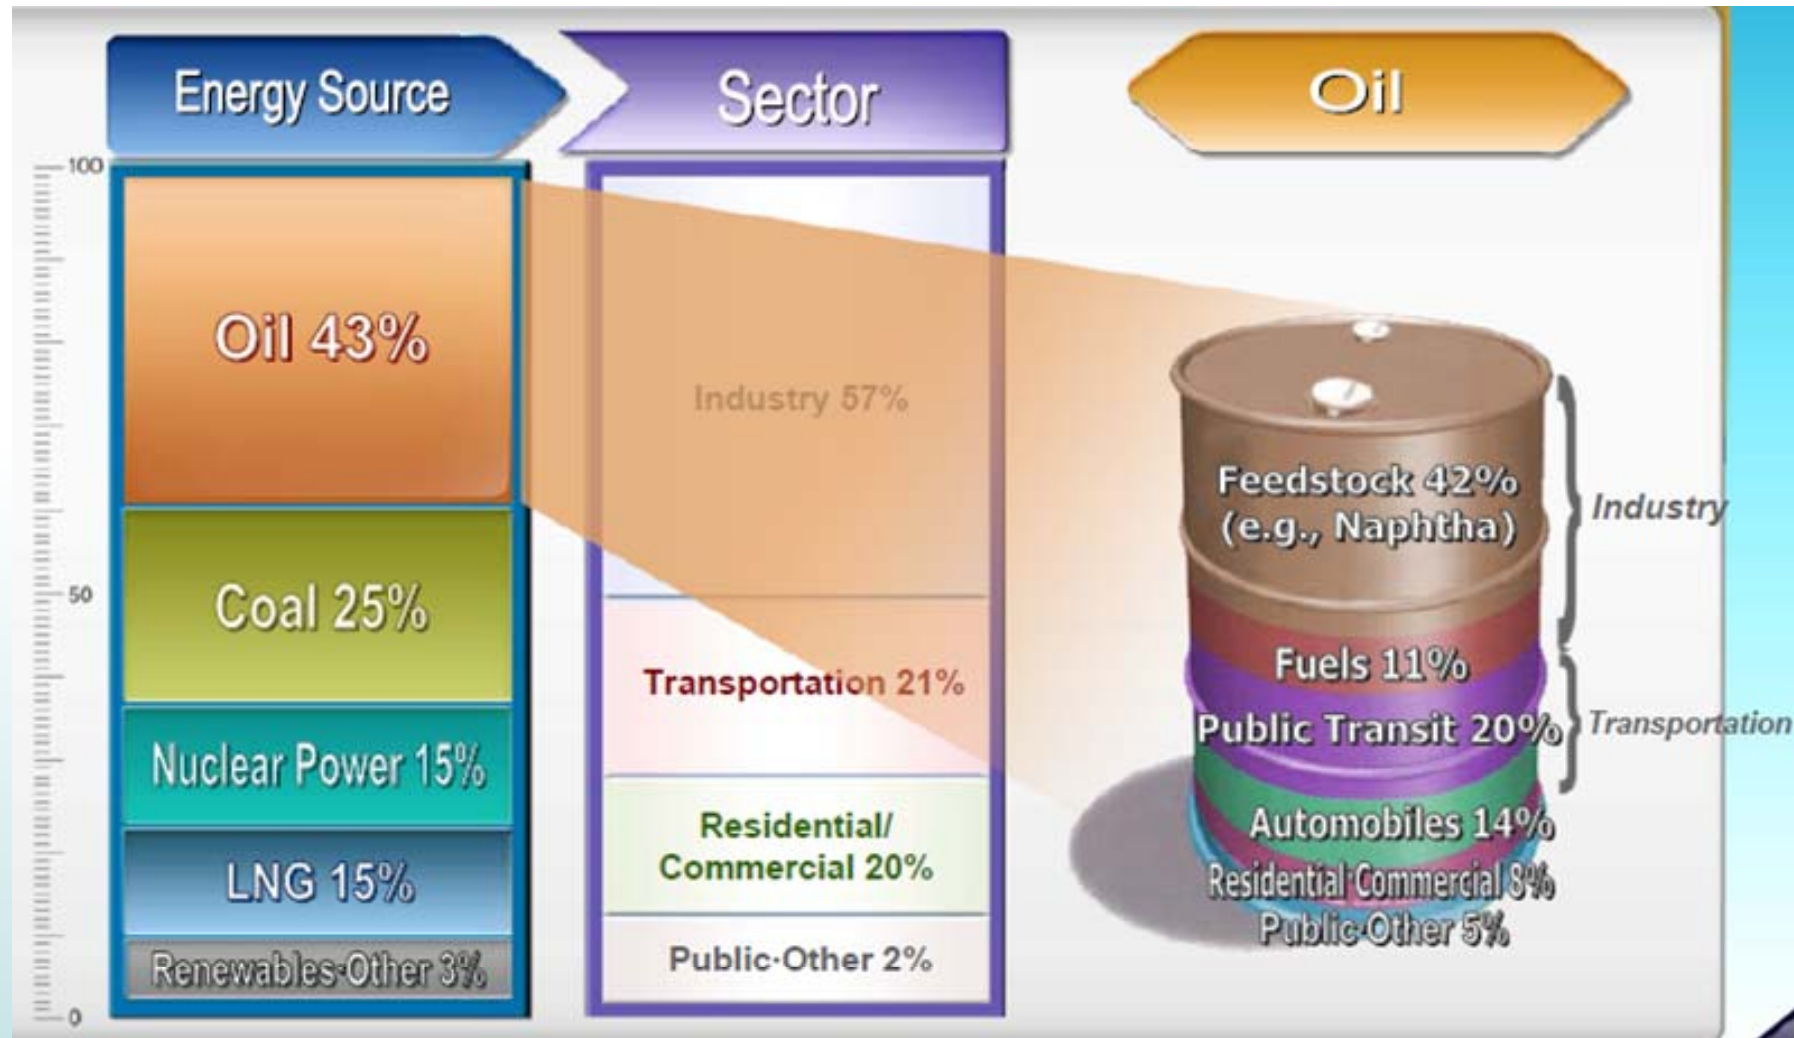 Energy Source
Sector
Oil
100
50
0
Oil 43%
Coal 25%
Nuclear Power 15%
LNG 15%
Renewables·Other 3%
Industry 57%
Transportation 21%
Residential/
Commercial 20%
Public·Other 2%
Feedstock 42%
(e.g., Naphtha)
Fuels 11%
Public Transit 20%
Automobiles 14%
Residential·Commercial 8%
Public·Other 5%
Industry
Transportation